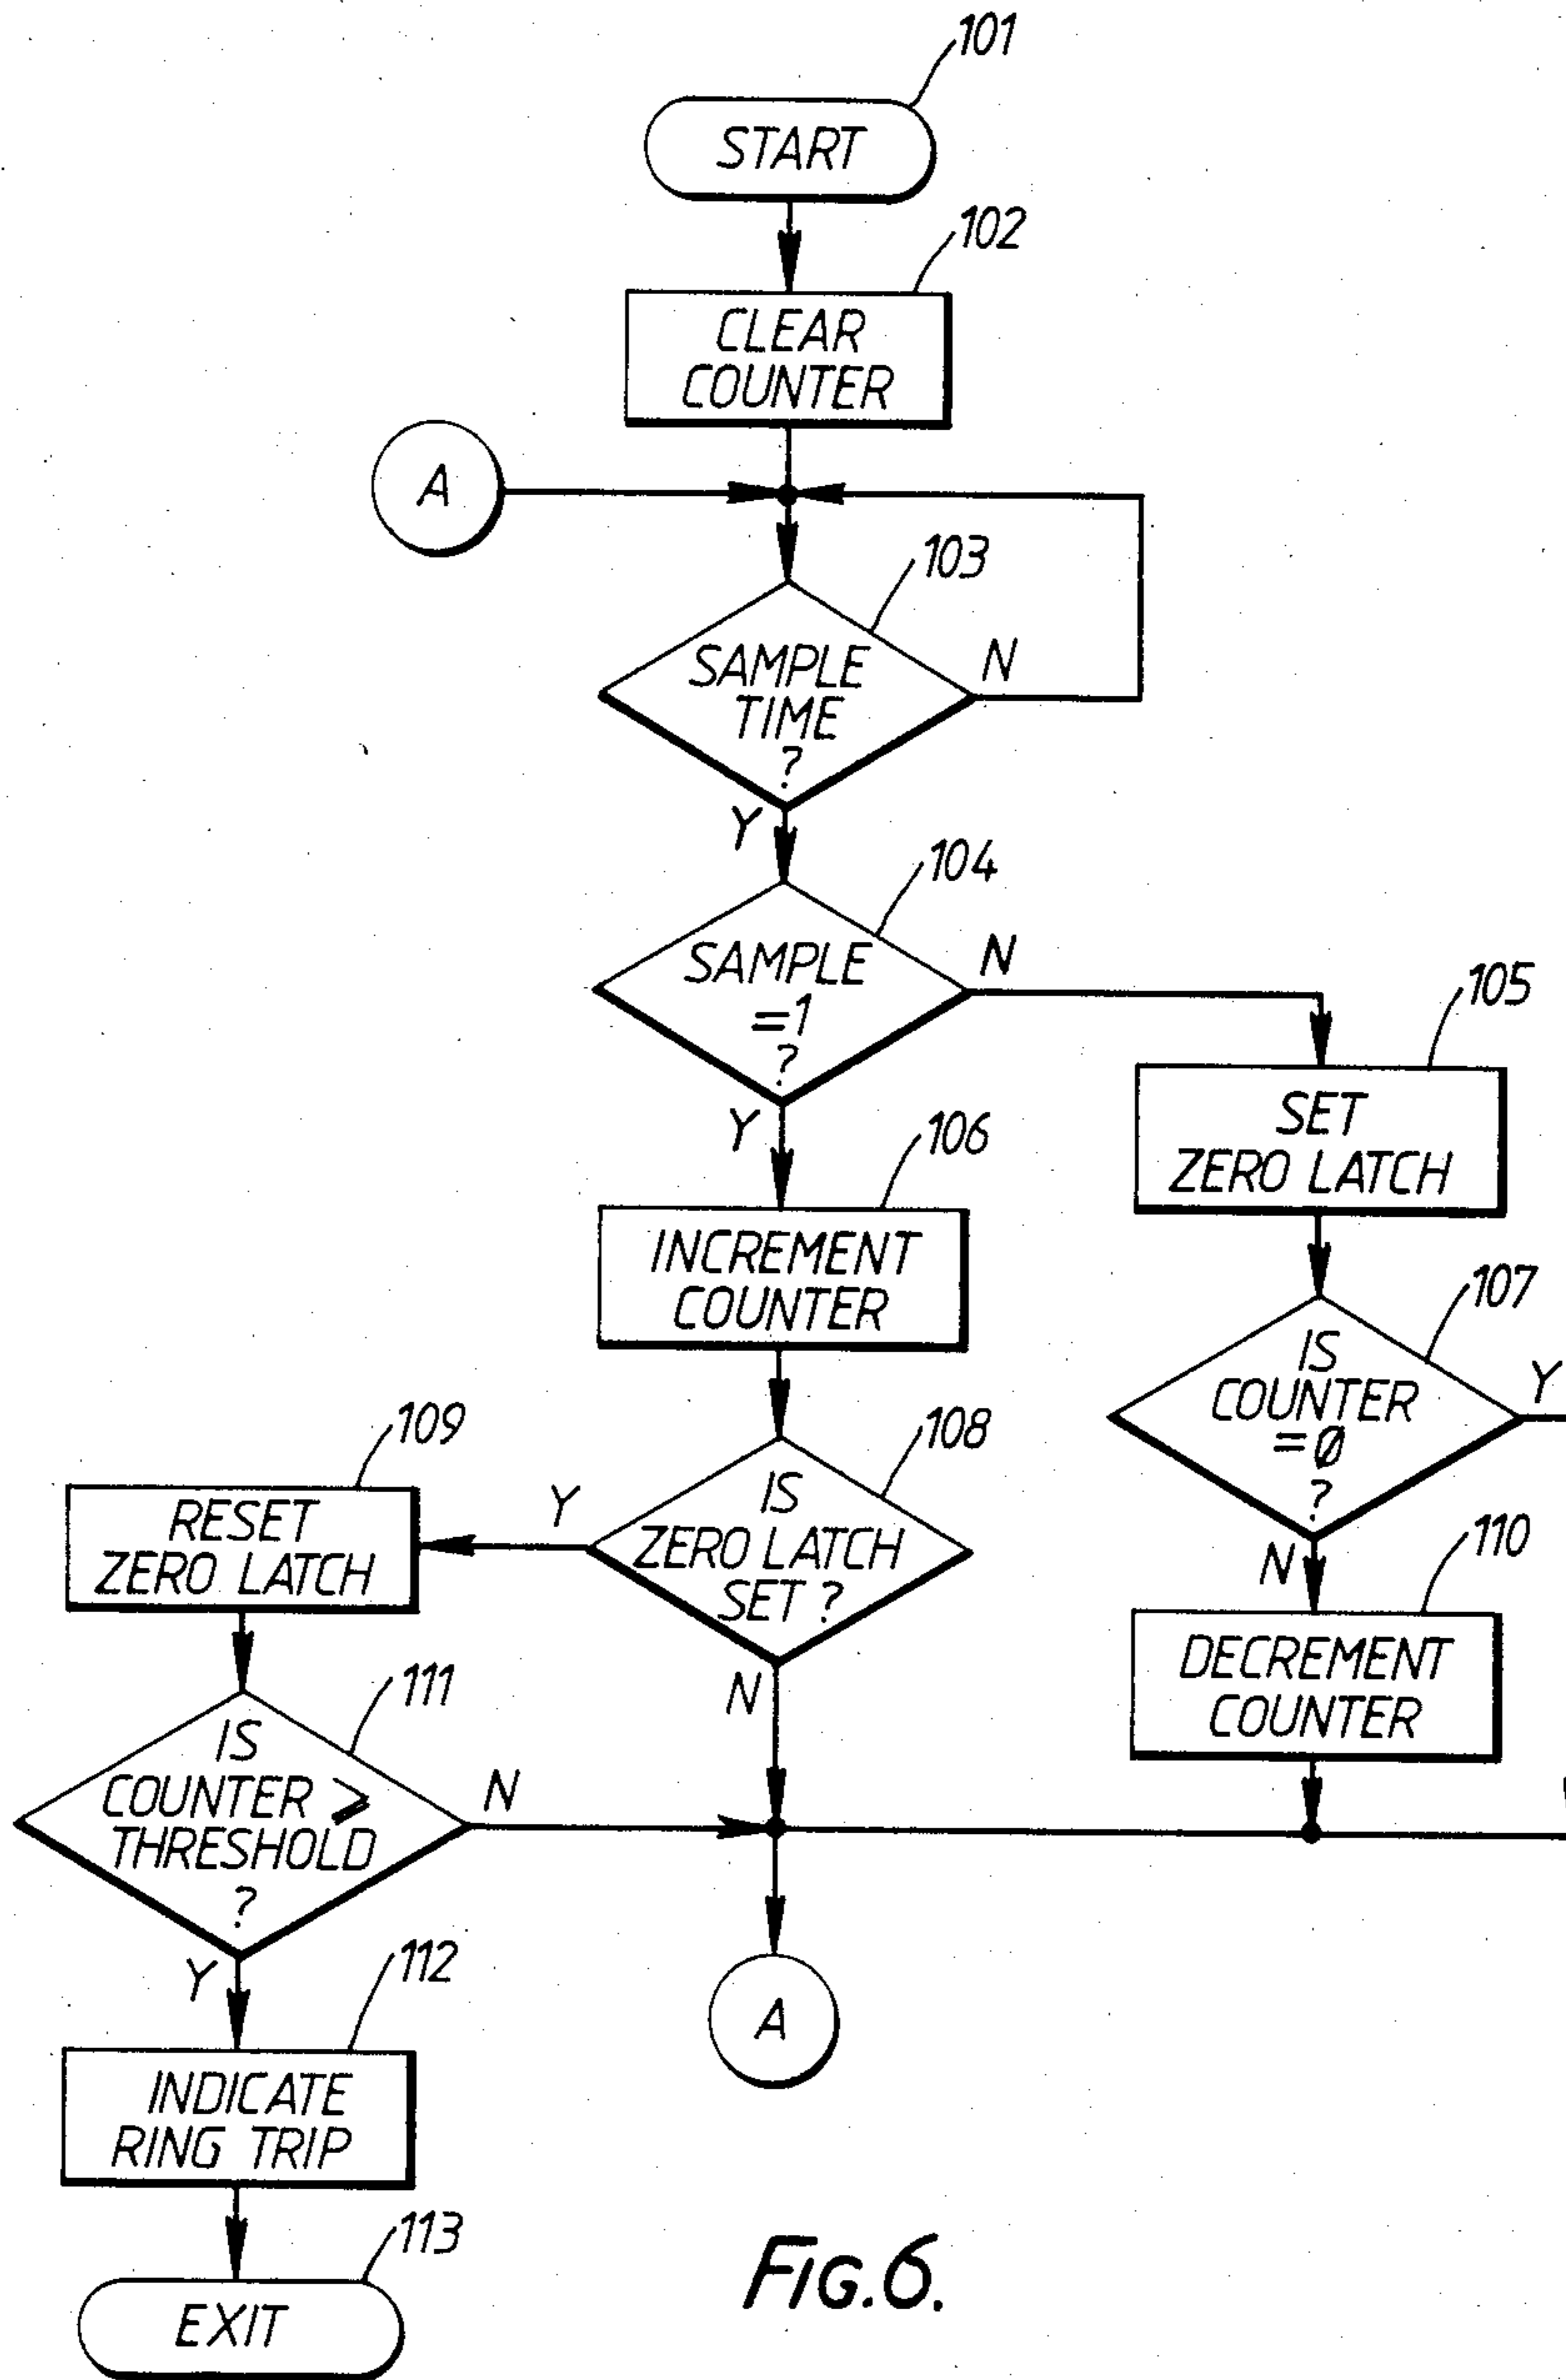 101
START
102
CLEAR
COUNTER
A
103
SAMPLE
TIME
?
N
Y
104
SAMPLE
=1
?
N
Y
105
SET
ZERO LATCH
106
INCREMENT
COUNTER
107
IS
COUNTER
=Ø
?
Y
N
108
IS
ZERO LATCH
SET ?
Y
N
109
RESET
ZERO LATCH
110
DECREMENT
COUNTER
111
IS
COUNTER ⩾
THRESHOLD
?
N
Y
A
112
INDICATE
RING TRIP
113
EXIT
FIG.6.